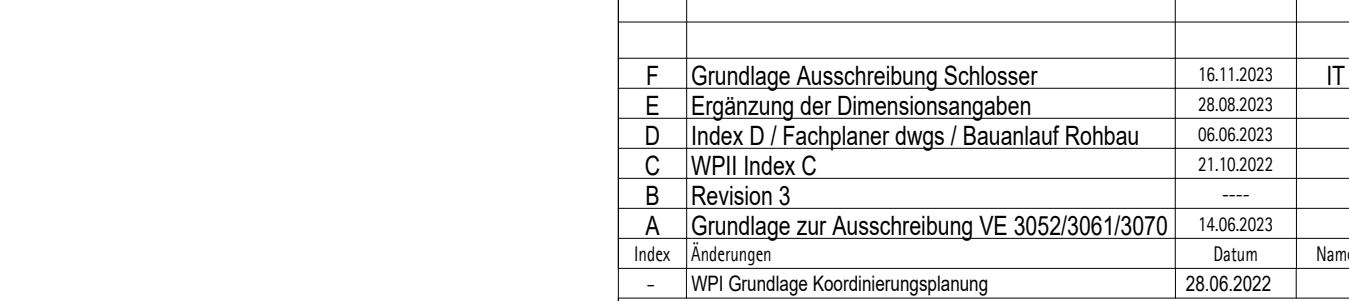 F Grundlage Ausschreibung Schlosser 16.11.2023 IT
E Ergänzung der Dimensionsangaben 28.08.2023
D Index D / Fachplaner dwgs / Bauanlauf Rohbau 06.06.2023
C WPII Index C 21.10.2022
B Revision 3 ----
A Grundlage zur Ausschreibung VE 3052/3061/3070 14.06.2023
Index Änderungen Datum Name
- WPI Grundlage Koordinierungsplanung 28.06.2022